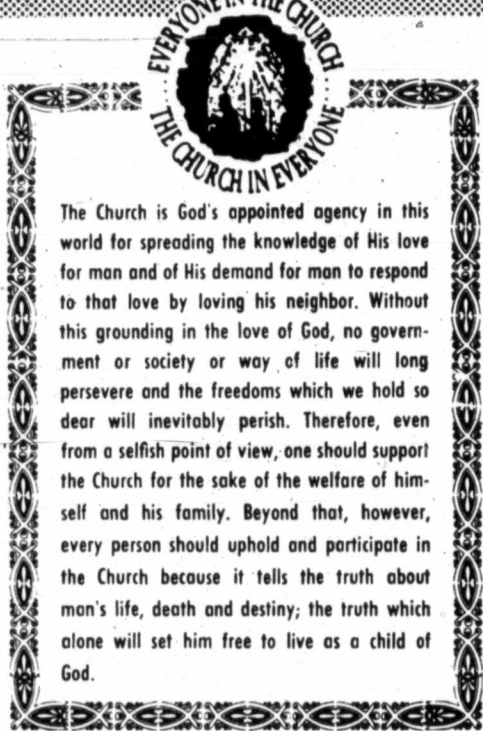 EVERYONE IN THE CHURCH
THE CHURCH IN EVERYONE
The Church is God's appointed agency in this
world for spreading the knowledge of His love
for man and of His demand for man to respond
to that love by loving his neighbor. Without
this grounding in the love of God, no govern-
ment or society or way of life will long
persevere and the freedoms which we hold so
dear will inevitably perish. Therefore, even
from a selfish point of view, one should support
the Church for the sake of the welfare of him-
self and his family. Beyond that, however,
every person should uphold and participate in
the Church because it tells the truth about
man's life, death and destiny; the truth which
alone will set him free to live as a child of
God.